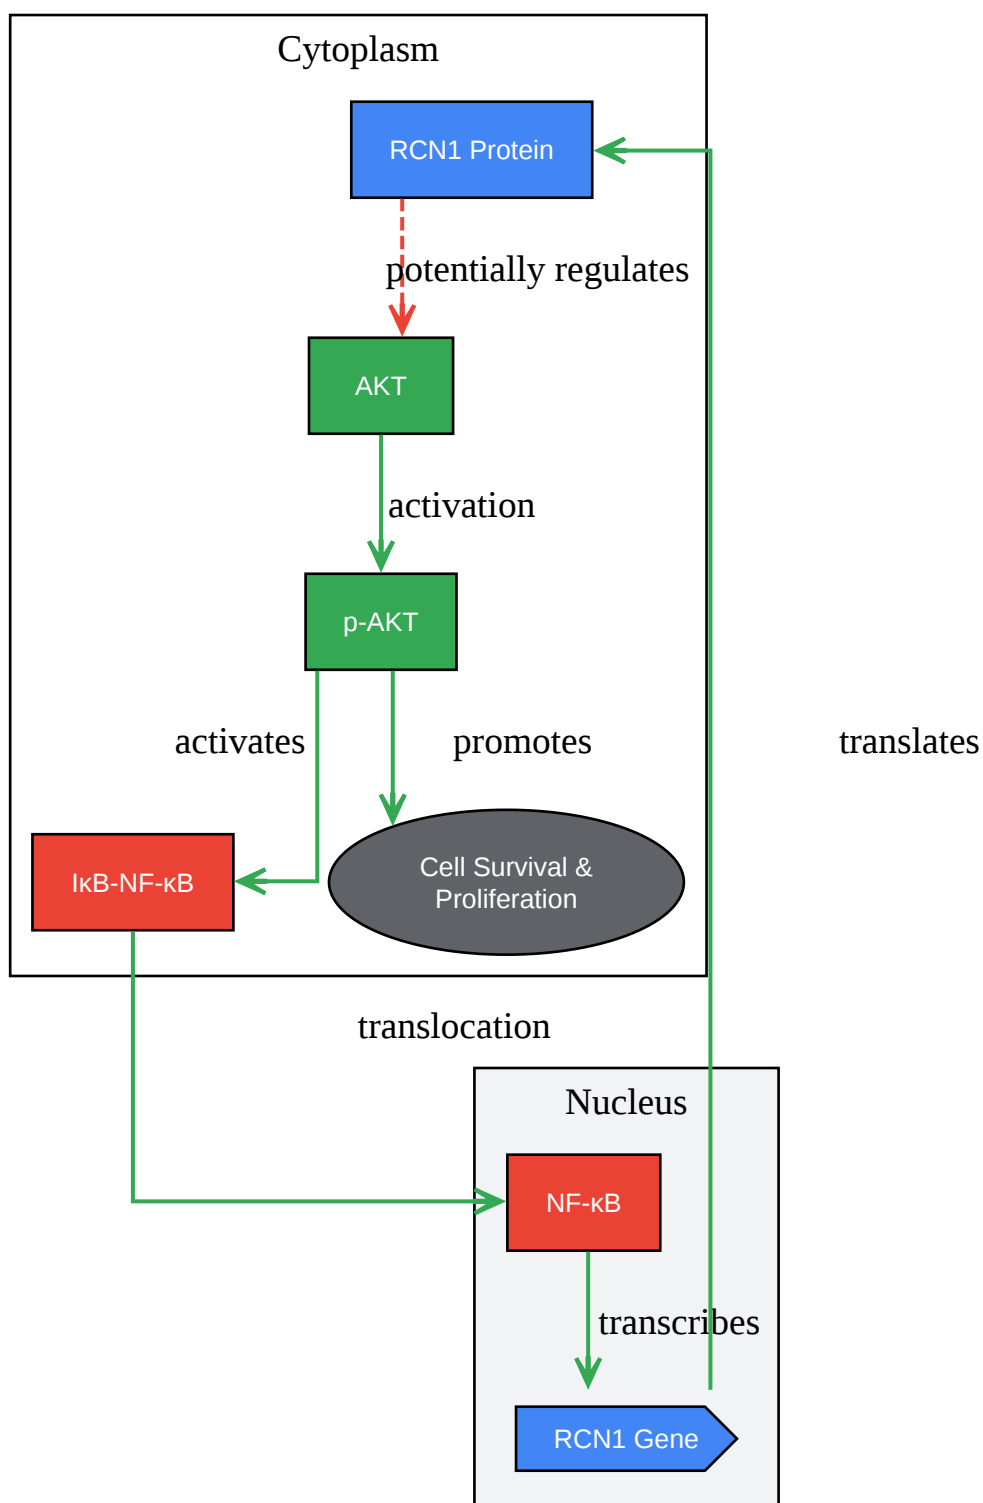 Cytoplasm
RCN1 Protein
potentially regulates
AKT
activation
p-AKT
activates
promotes
translates
IκB-NF-κB
Cell Survival &
Proliferation
translocation
Nucleus
NF-κB
transcribes
RCN1 Gene